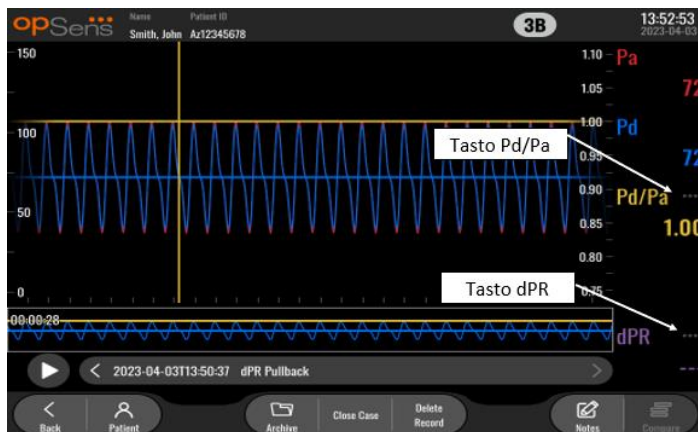 opSens
Name
Patient ID
Smith, John
Az12345678
3B
13:52:53
2023-04-03
150
100
50
0
1.10
1.05
1.00
0.95
0.90
0.85
0.80
0.75
Pa
72
Pd
72
Tasto Pd/Pa
Pd/Pa
---
1.00
Tasto dPR
dPR
---
---
00:00:28
2023-04-03T13:50:37 dPR Pullback
Back
Patient
Archive
Close Case
Delete
Record
Notes
Compare